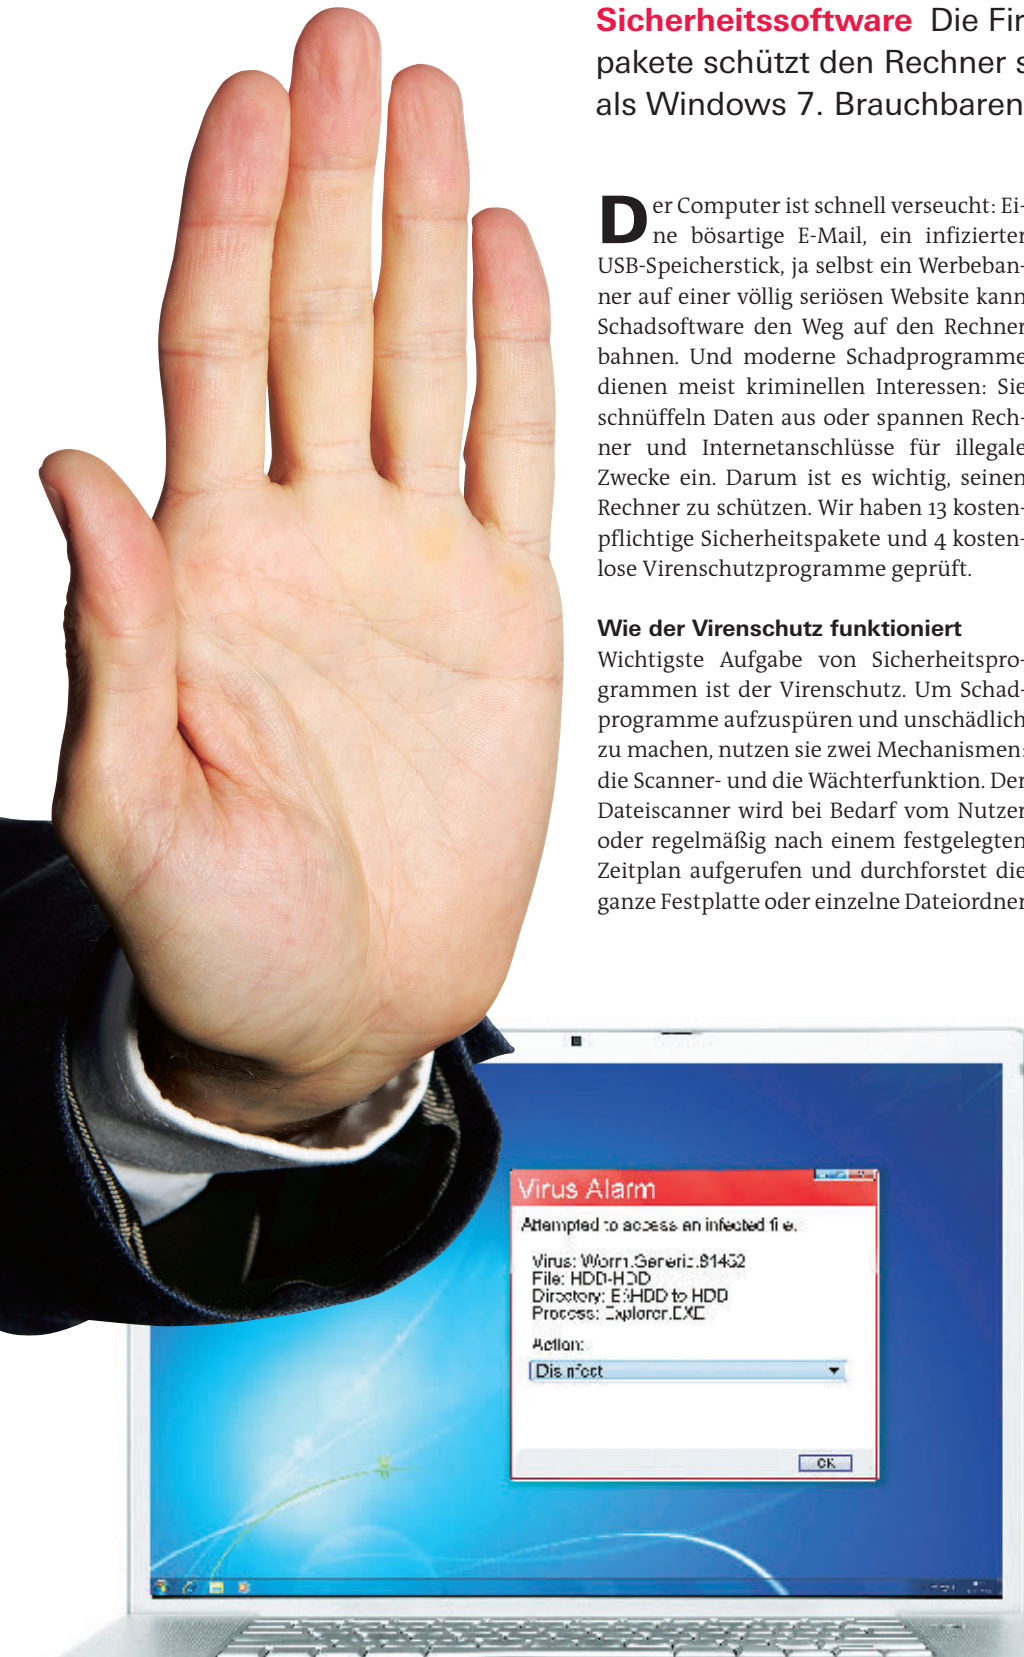 Sicherheitssoftware Die Fir
pakete schützt den Rechner s
als Windows 7. Brauchbaren
Der Computer ist schnell verseucht: Ei-
ne bösartige E-Mail, ein infizierter
USB-Speicherstick, ja selbst ein Werbeban-
ner auf einer völlig seriösen Website kann
Schadsoftware den Weg auf den Rechner
bahnen. Und moderne Schadprogramme
dienen meist kriminellen Interessen: Sie
schnüffeln Daten aus oder spannen Rech-
ner und Internetanschlüsse für illegale
Zwecke ein. Darum ist es wichtig, seinen
Rechner zu schützen. Wir haben 13 kosten-
pflichtige Sicherheitspakete und 4 kosten-
lose Virenschutzprogramme geprüft.
Wie der Virenschutz funktioniert
Wichtigste Aufgabe von Sicherheitspro-
grammen ist der Virenschutz. Um Schad-
programme aufzuspüren und unschädlich
zu machen, nutzen sie zwei Mechanismen:
die Scanner- und die Wächterfunktion. Der
Dateiscanner wird bei Bedarf vom Nutzer
oder regelmäßig nach einem festgelegten
Zeitplan aufgerufen und durchforstet die
ganze Festplatte oder einzelne Dateiordner
Virus Alarm
Attempted to access an infected file.
Virus: Worm.Generic.91452
File: HDD-HDD
Directory: E:\HDD to HDD
Process: Explorer.EXE
Action:
Disinfect
OK